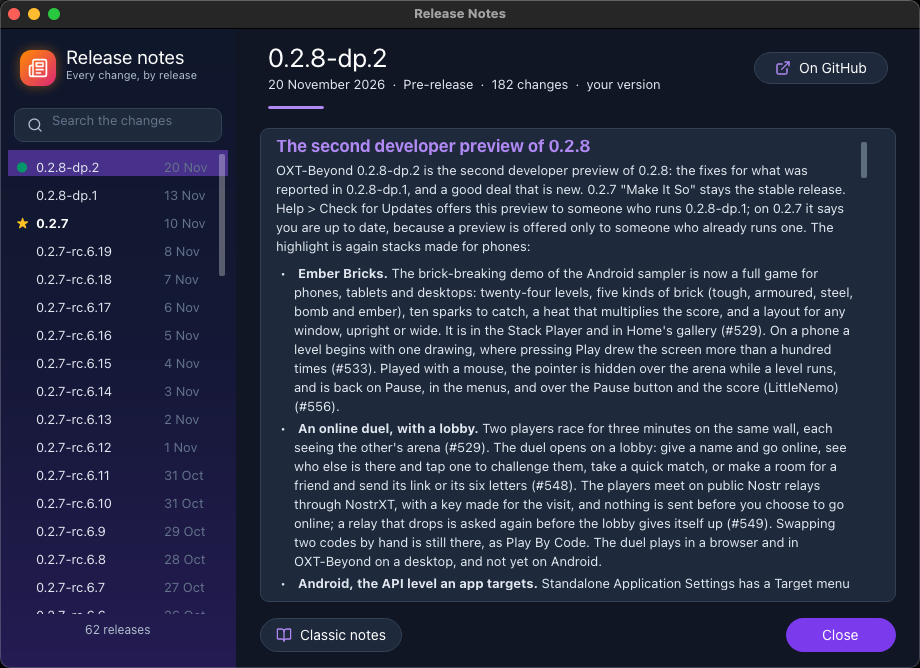 Release Notes
Release notes
Every change, by release
Search the changes
0.2.8-dp.2 20 Nov
0.2.8-dp.1 13 Nov
0.2.7 10 Nov
0.2.7-rc.6.19 8 Nov
0.2.7-rc.6.18 7 Nov
0.2.7-rc.6.17 6 Nov
0.2.7-rc.6.16 5 Nov
0.2.7-rc.6.15 4 Nov
0.2.7-rc.6.14 3 Nov
0.2.7-rc.6.13 2 Nov
0.2.7-rc.6.12 1 Nov
0.2.7-rc.6.11 31 Oct
0.2.7-rc.6.10 31 Oct
0.2.7-rc.6.9 29 Oct
0.2.7-rc.6.8 28 Oct
0.2.7-rc.6.7 27 Oct
62 releases
0.2.8-dp.2
20 November 2026 · Pre-release · 182 changes · your version
On GitHub
The second developer preview of 0.2.8
OXT-Beyond 0.2.8-dp.2 is the second developer preview of 0.2.8: the fixes for what was
reported in 0.2.8-dp.1, and a good deal that is new. 0.2.7 "Make It So" stays the stable release.
Help > Check for Updates offers this preview to someone who runs 0.2.8-dp.1; on 0.2.7 it says
you are up to date, because a preview is offered only to someone who already runs one. The
highlight is again stacks made for phones:
· Ember Bricks. The brick-breaking demo of the Android sampler is now a full game for
phones, tablets and desktops: twenty-four levels, five kinds of brick (tough, armoured, steel,
bomb and ember), ten sparks to catch, a heat that multiplies the score, and a layout for any
window, upright or wide. It is in the Stack Player and in Home's gallery (#529). On a phone a
level begins with one drawing, where pressing Play drew the screen more than a hundred
times (#533). Played with a mouse, the pointer is hidden over the arena while a level runs,
and is back on Pause, in the menus, and over the Pause button and the score (LittleNemo)
(#556).
· An online duel, with a lobby. Two players race for three minutes on the same wall, each
seeing the other's arena (#529). The duel opens on a lobby: give a name and go online, see
who else is there and tap one to challenge them, take a quick match, or make a room for a
friend and send its link or its six letters (#548). The players meet on public Nostr relays
through NostrXT, with a key made for the visit, and nothing is sent before you choose to go
online; a relay that drops is asked again before the lobby gives itself up (#549). Swapping
two codes by hand is still there, as Play By Code. The duel plays in a browser and in
OXT-Beyond on a desktop, and not yet on Android.
· Android, the API level an app targets. Standalone Application Settings has a Target menu
Classic notes
Close